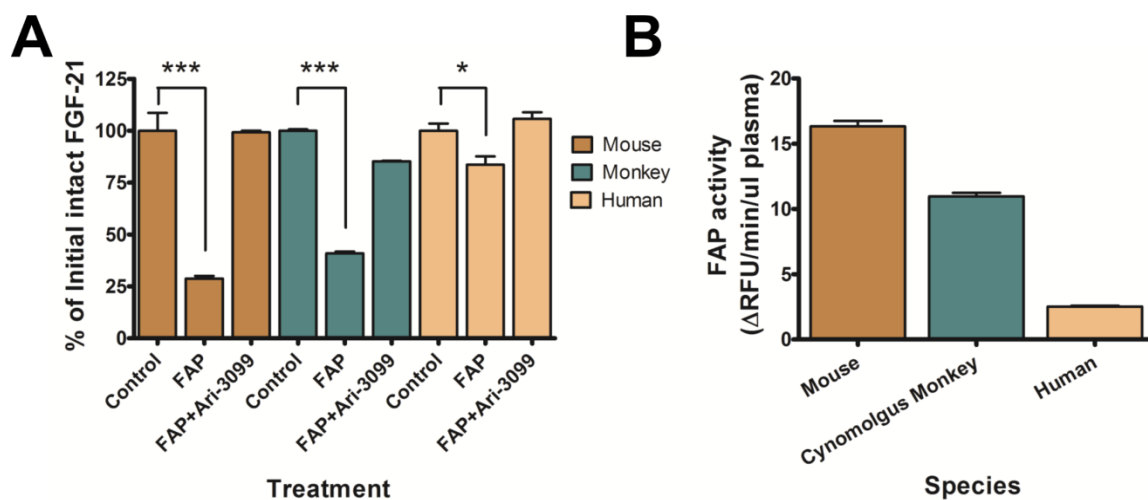 A
% of Initial intact FGF-21
125
100
75
50
25
0
***
***
*
Control
FAP
FAP+Ari-3099
Control
FAP
FAP+Ari-3099
Control
FAP
FAP+Ari-3099
Treatment
Mouse
Monkey
Human
B
FAP activity
(ΔRFU/min/ul plasma)
20
15
10
5
0
Mouse
Cynomolgus Monkey
Human
Species